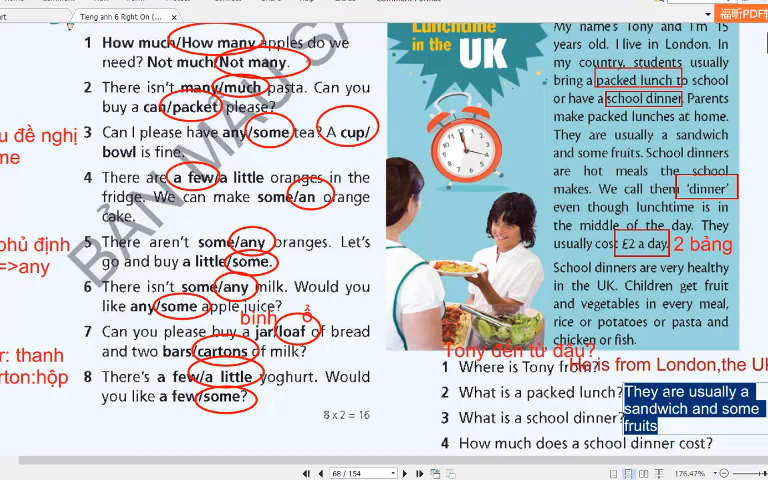 Tieng anh 6 Right On (...
福昕PDF转
1 How much/How many apples do we
need? Not much/Not many.
2 There isn't many/much pasta. Can you
buy a can/packet please?
3 Can I please have any/some tea? A cup/
bowl is fine.
4 There are a few/a little oranges in the
fridge. We can make some/an orange
cake.
5 There aren't some/any oranges. Let's
go and buy a little/some.
6 There isn't some/any milk. Would you
like any/some apple juice?
bình ổ
7 Can you please buy a jar/loaf of bread
and two bars/cartons of milk?
8 There's a few/a little yoghurt. Would
you like a few/some?
8 x 2 = 16
đề nghị
phủ định
=>any
r: thanh
rton:hộp
BẢN MẪU SÁ
Lunchtime
in the UK
My name's Tony and I'm 15
years old. I live in London. In
my country, students usually
bring a packed lunch to school
or have a school dinner. Parents
make packed lunches at home.
They are usually a sandwich
and some fruits. School dinners
are hot meals the school
makes. We call them 'dinner'
even though lunchtime is in
the middle of the day. They
usually cost £2 a day. 2 bảng
School dinners are very healthy
in the UK. Children get fruit
and vegetables in every meal,
rice or potatoes or pasta and
chicken or fish.
Tony đến từ đâu?
1 Where is Tony from? He is from London,the UK
2 What is a packed lunch? They are usually a
sandwich and some
fruits
3 What is a school dinner?
4 How much does a school dinner cost?
68 / 154
176.47%